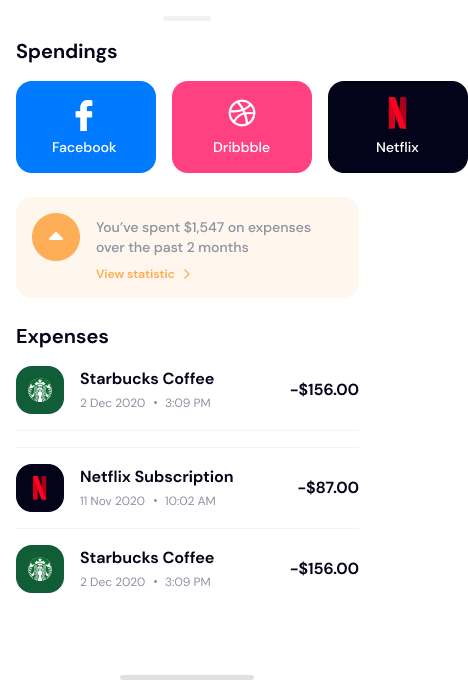 Spendings
Facebook
Dribbble
Netflix
You’ve spent $1,547 on expenses
over the past 2 months
View statistic
Expenses
Starbucks Coffee
-$156.00
2 Dec 2020 • 3:09 PM
Netflix Subscription
-$87.00
11 Nov 2020 • 10:02 AM
Starbucks Coffee
-$156.00
2 Dec 2020 • 3:09 PM